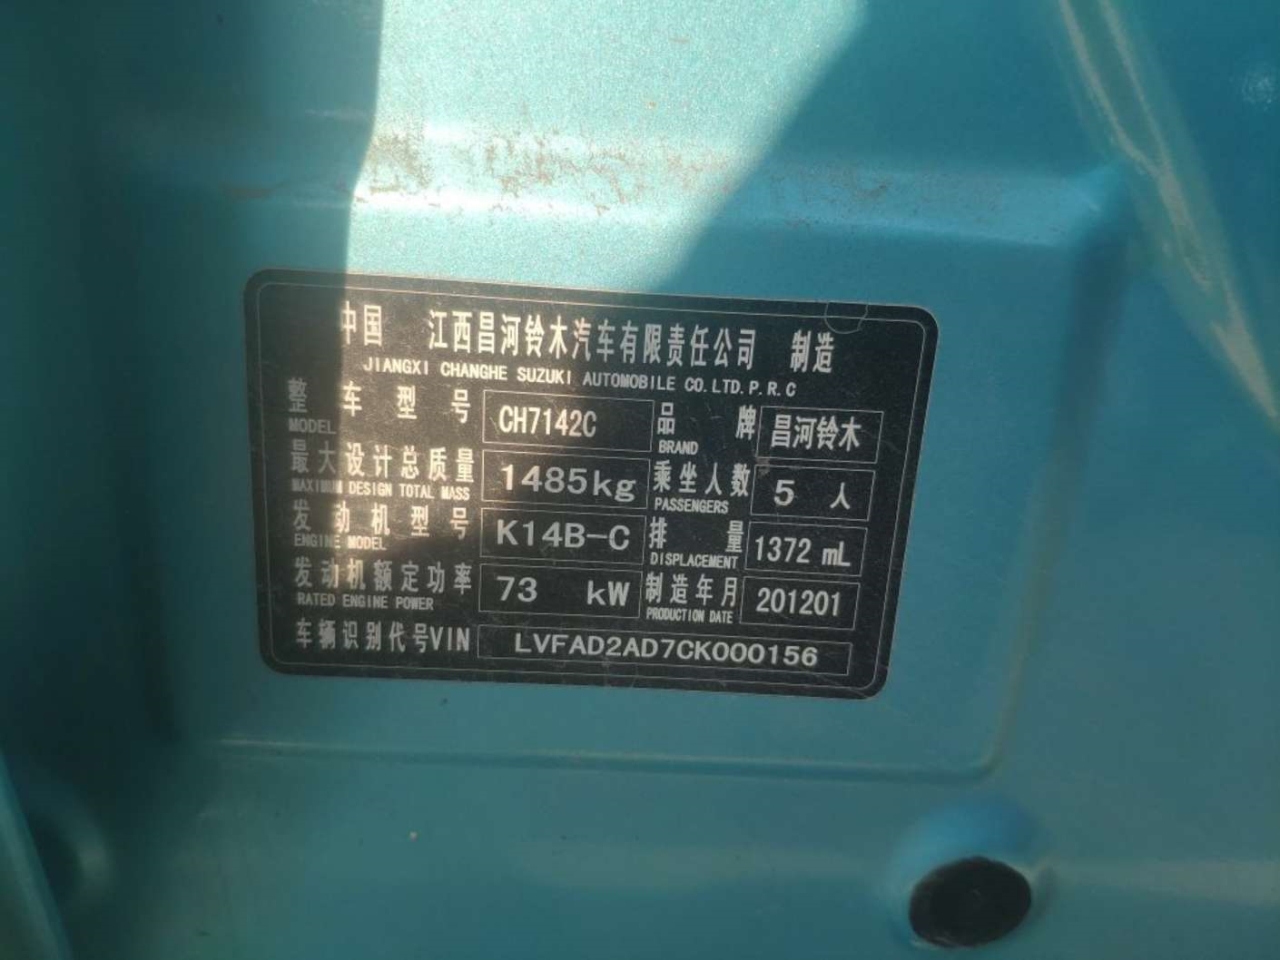 中国 江西昌河铃木汽车有限责任公司 制造
JIANGXI CHANGHE SUZUKI AUTOMOBILE CO.LTD.P.R.C
整车型号 CH7142C 品牌 昌河铃木
MODEL BRAND
最大设计总质量 1485kg 乘坐人数 5 人
MAXIMUM DESIGN TOTAL MASS PASSENGERS
发动机型号 K14B-C 排量 1372 mL
ENGINE MODEL DISPLACEMENT
发动机额定功率 73 kW 制造年月 201201
RATED ENGINE POWER PRODUCTION DATE
车辆识别代号VIN LVFAD2AD7CK000156